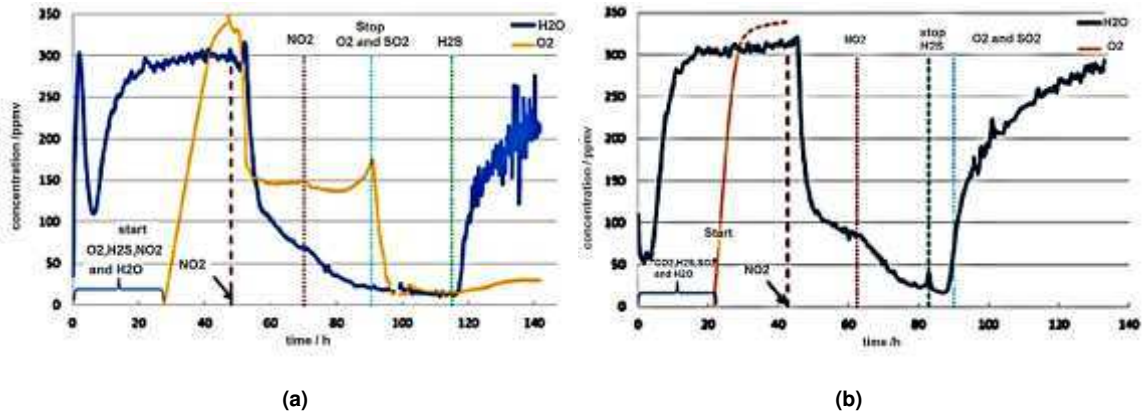 350
300
250
200
150
100
50
0
concentration /ppmv
0
20
40
60
80
100
120
140
time / h
H2O
O2
NO2
Stop
O2 and SO2
H2S
start
O2,H2S,NO2
and H2O
NO2
(a)
350
300
250
200
150
100
50
0
concentration / ppmv
0
20
40
60
80
100
120
140
time /h
H2O
O2
NO2
stop
H2S
O2 and SO2
Start
and H2O
NO2
(b)